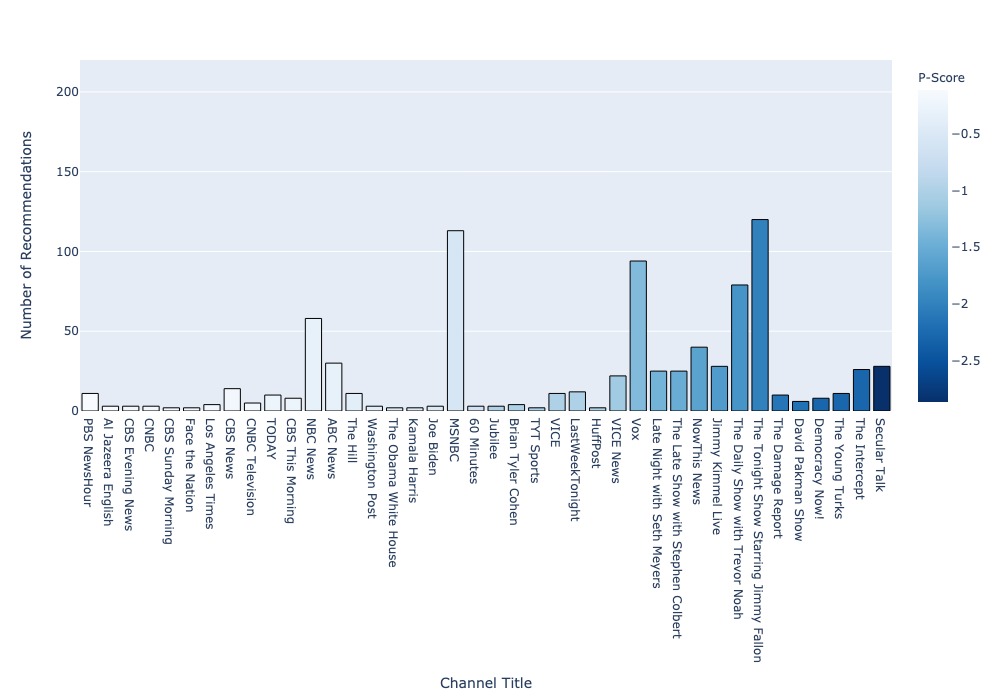 P-Score
200
150
100
50
0
Number of Recommendations
−0.5
−1
−1.5
−2
−2.5
PBS NewsHour
Al Jazeera English
CBS Evening News
CNBC
CBS Sunday Morning
Face the Nation
Los Angeles Times
CBS News
CNBC Television
TODAY
CBS This Morning
NBC News
ABC News
The Hill
Washington Post
The Obama White House
Kamala Harris
Joe Biden
MSNBC
60 Minutes
Jubilee
Brian Tyler Cohen
TYT Sports
VICE
LastWeekTonight
HuffPost
VICE News
Vox
Late Night with Seth Meyers
The Late Show with Stephen Colbert
NowThis News
Jimmy Kimmel Live
The Daily Show with Trevor Noah
The Tonight Show Starring Jimmy Fallon
The Damage Report
David Pakman Show
Democracy Now!
The Young Turks
The Intercept
Secular Talk
Channel Title